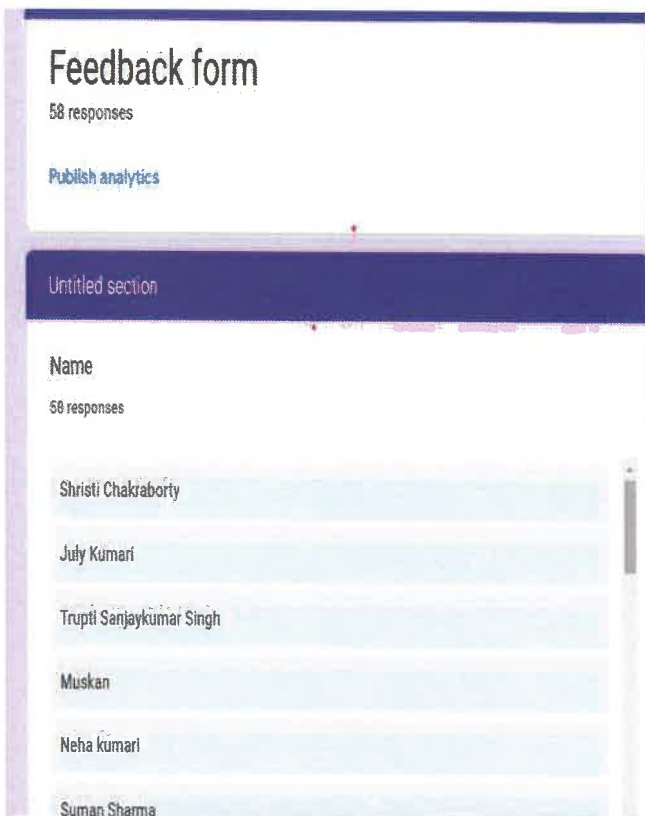 Feedback form
58 responses
Publish analytics
Untitled section
Name
58 responses
Shristi Chakraborty
July Kumari
Trupti Sanjaykumar Singh
Muskan
Neha kumari
Suman Sharma